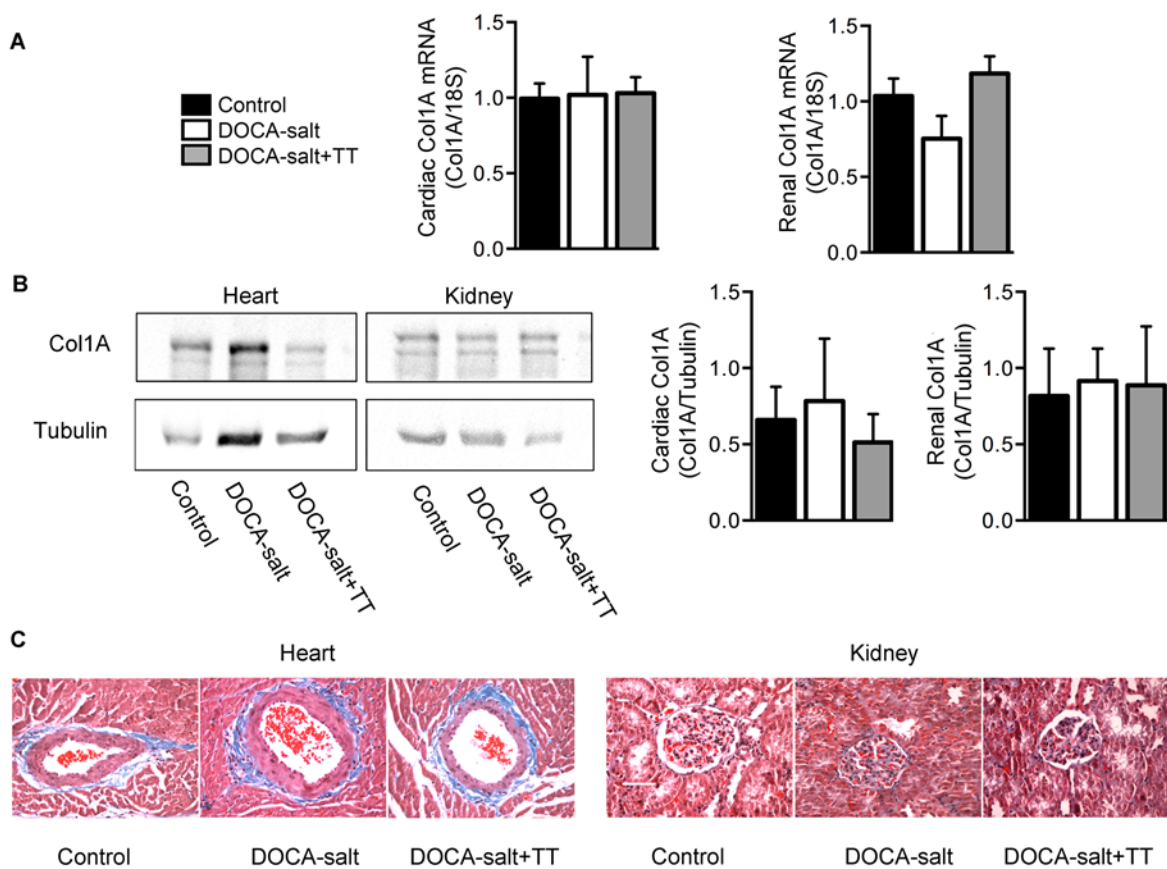 A
Control
DOCA-salt
DOCA-salt+TT
Cardiac Col1A mRNA
(Col1A/18S)
1.5
1.0
0.5
0.0
Renal Col1A mRNA
(Col1A/18S)
1.5
1.0
0.5
0.0
B
Heart
Kidney
Col1A
Tubulin
Control
DOCA-salt
DOCA-salt+TT
Control
DOCA-salt
DOCA-salt+TT
Cardiac Col1A
(Col1A/Tubulin)
1.5
1.0
0.5
0.0
Renal Col1A
(Col1A/Tubulin)
1.5
1.0
0.5
0.0
C
Heart
Kidney
Control
DOCA-salt
DOCA-salt+TT
Control
DOCA-salt
DOCA-salt+TT